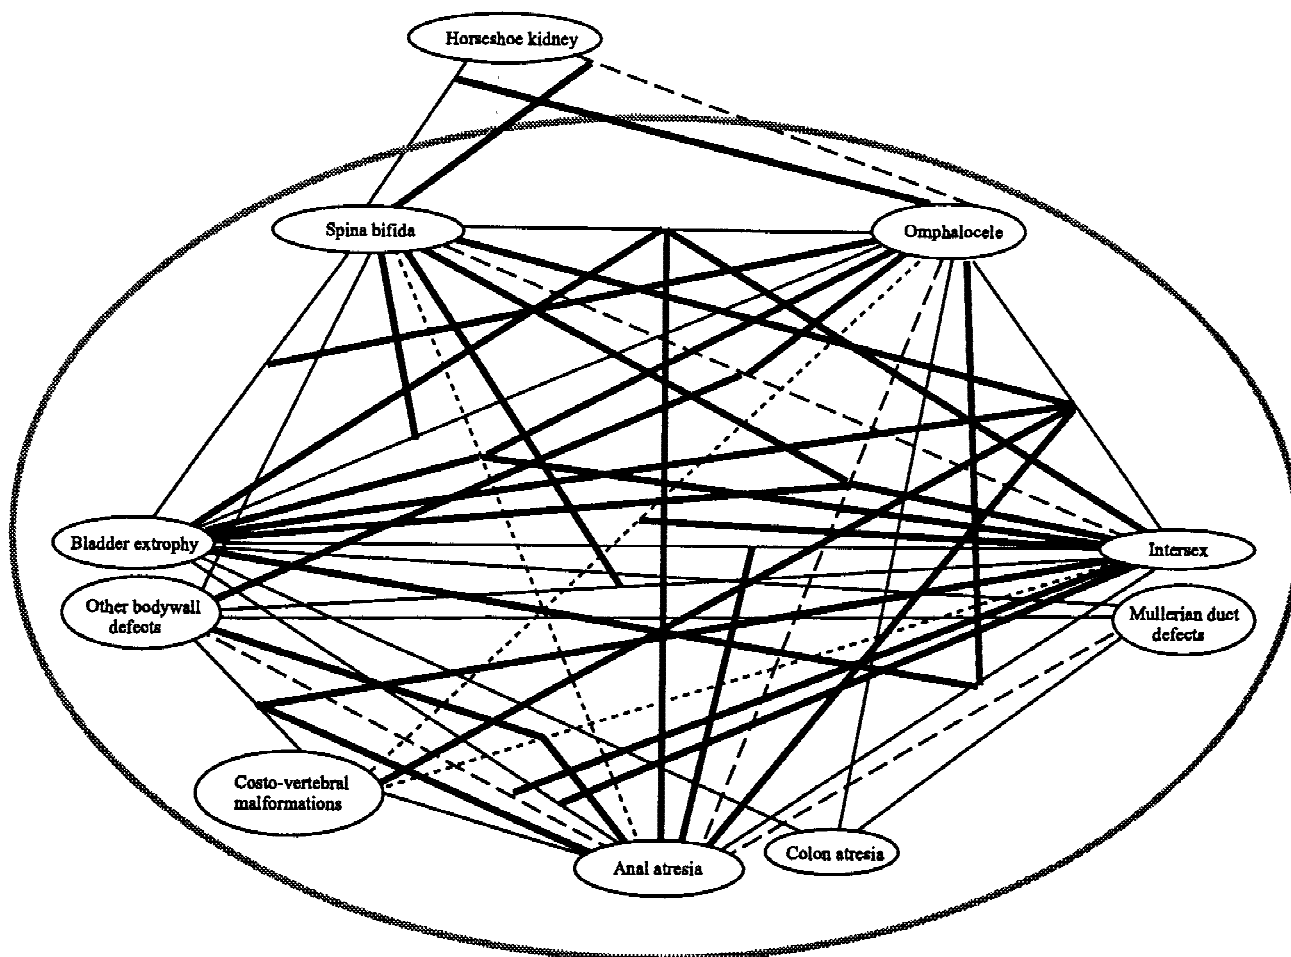 Horseshoe kidney
Spina bifida
Omphalocele
Bladder extrophy
Intersex
Other bodywall
defects
Mullerian duct
defects
Costo-vertebral
malformations
Colon atresia
Anal atresia